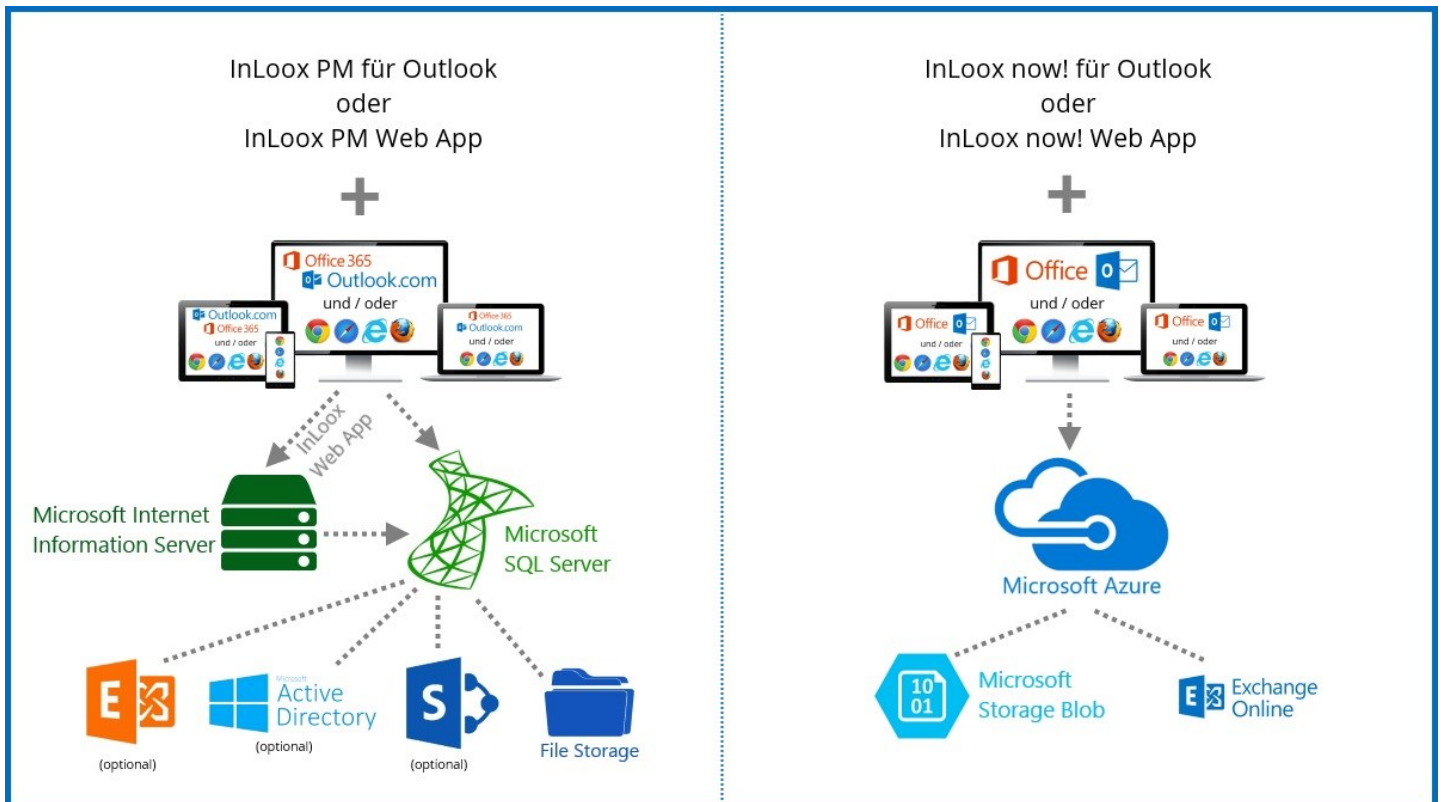 InLoox PM für Outlook
oder
InLoox PM Web App
Office 365
Outlook.com
und / oder
Outlook.com
Office 365
und / oder
Office 365
Outlook.com
und / oder
InLoox
Web App
Microsoft Internet
Information Server
Microsoft
SQL Server
E
(optional)
Microsoft
Active
Directory
(optional)
S
(optional)
File Storage
InLoox now! für Outlook
oder
InLoox now! Web App
Office
und / oder
Office
und / oder
Office
und / oder
Microsoft Azure
10
01
Microsoft
Storage Blob
E
Exchange
Online